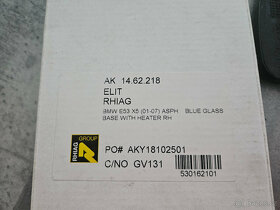 AK 14.62.218
ELIT
RHIAG
BMW E53 X5 (01-07) ASPH BLUE GLASS
BASE WITH HEATER RH
RHIAG
GROUP
PO# AKY18102501
C/NO GV131
530162101